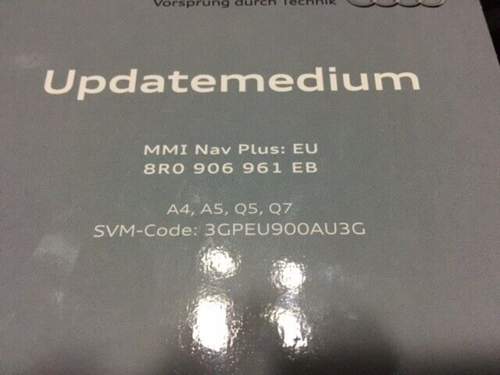 Vorsprung durch Technik
Updatemedium
MMI Nav Plus: EU
8R0 906 961 EB
A4, A5, Q5, Q7
SVM-Code: 3GPEU900AU3G